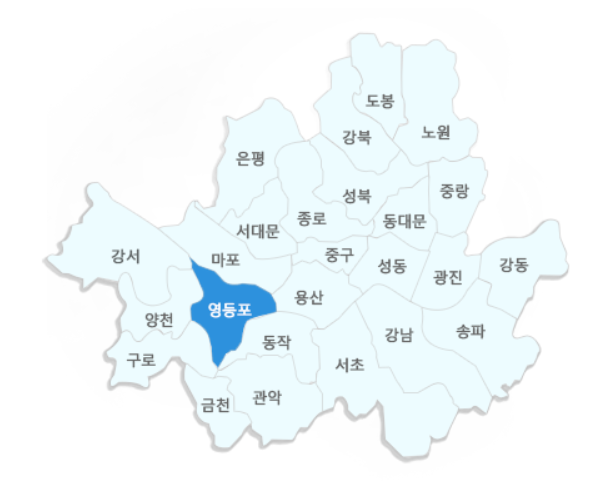 도봉
강북
노원
은평
중랑
성북
종로
동대문
서대문
강서
마포
중구
성동
광진
강동
용산
영등포
양천
동작
강남
송파
구로
서초
관악
금천